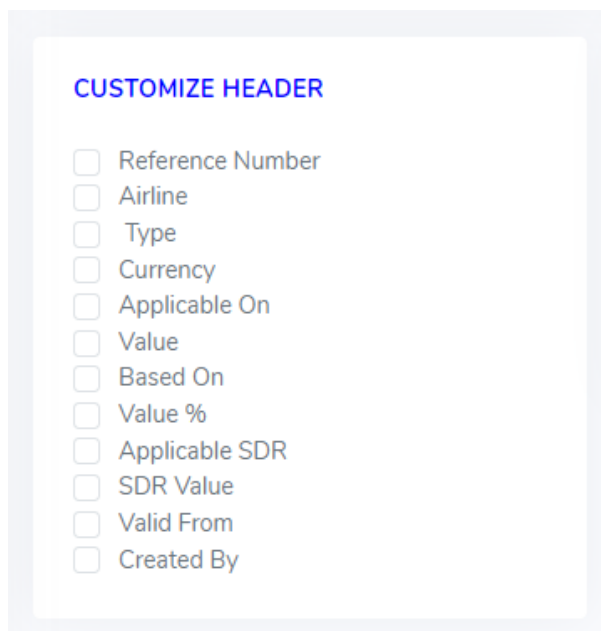 CUSTOMIZE HEADER
Reference Number
Airline
Type
Currency
Applicable On
Value
Based On
Value %
Applicable SDR
SDR Value
Valid From
Created By